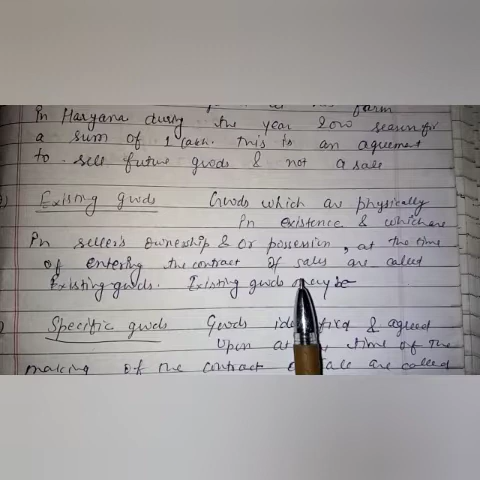 farm
In Haryana during the year 2000 season for
a sum of 1 lakh. This is an agreement
to sell future goods & not a sale
Existing goods Goods which are physically
In existence & which are
In seller's ownership & or possession, at the time
of entering the contract of sales are called
Existing goods. Existing goods may be
Specific goods Goods identified & agreed
upon at time of the
making of the contract of sale are called